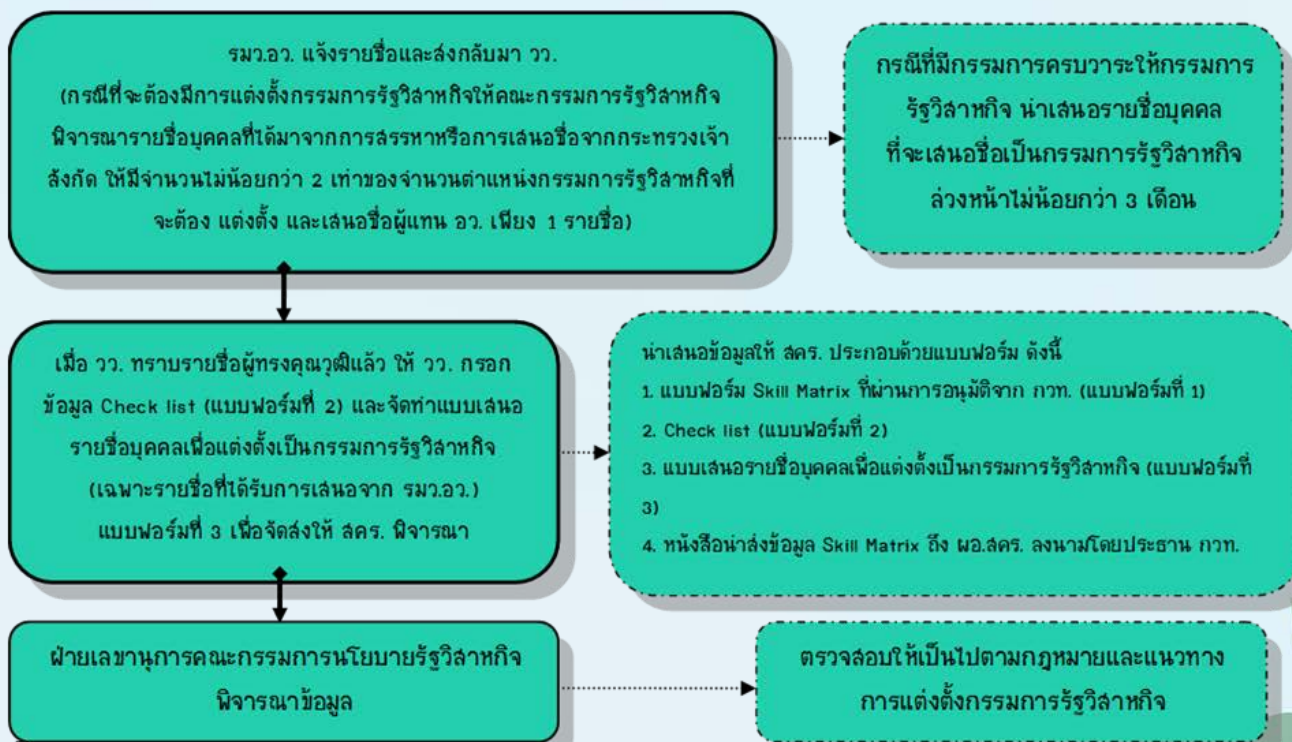 รมว.อว. แจ้งรายชื่อและส่งกลับมา วว.
(กรณีที่จะต้องมีการแต่งตั้งกรรมการรัฐวิสาหกิจให้คณะกรรมการรัฐวิสาหกิจ
พิจารณารายชื่อบุคคลที่ได้มาจากการสรรหาหรือการเสนอชื่อจากกระทรวงเจ้า
สังกัด ให้มีจำนวนไม่น้อยกว่า 2 เท่าของจำนวนตำแหน่งกรรมการรัฐวิสาหกิจที่
จะต้อง แต่งตั้ง และเสนอชื่อผู้แทน อว. เพียง 1 รายชื่อ)
กรณีที่มีกรรมการครบวาระให้กรรมการ
รัฐวิสาหกิจ นำเสนอรายชื่อบุคคล
ที่จะเสนอชื่อเป็นกรรมการรัฐวิสาหกิจ
ล่วงหน้าไม่น้อยกว่า 3 เดือน
เมื่อ วว. ทราบรายชื่อผู้ทรงคุณวุฒิแล้ว ให้ วว. กรอก
ข้อมูล Check list (แบบฟอร์มที่ 2) และจัดทำแบบเสนอ
รายชื่อบุคคลเพื่อแต่งตั้งเป็นกรรมการรัฐวิสาหกิจ
(เฉพาะรายชื่อที่ได้รับการเสนอจาก รมว.อว.)
แบบฟอร์มที่ 3 เพื่อจัดส่งให้ สคร. พิจารณา
นำเสนอข้อมูลให้ สคร. ประกอบด้วยแบบฟอร์ม ดังนี้
1. แบบฟอร์ม Skill Matrix ที่ผ่านการอนุมัติจาก กวท. (แบบฟอร์มที่ 1)
2. Check list (แบบฟอร์มที่ 2)
3. แบบเสนอรายชื่อบุคคลเพื่อแต่งตั้งเป็นกรรมการรัฐวิสาหกิจ (แบบฟอร์มที่
3)
4. หนังสือนำส่งข้อมูล Skill Matrix ถึง ผอ.สคร. ลงนามโดยประธาน กวท.
ฝ่ายเลขานุการคณะกรรมการนโยบายรัฐวิสาหกิจ
พิจารณาข้อมูล
ตรวจสอบให้เป็นไปตามกฎหมายและแนวทาง
การแต่งตั้งกรรมการรัฐวิสาหกิจ